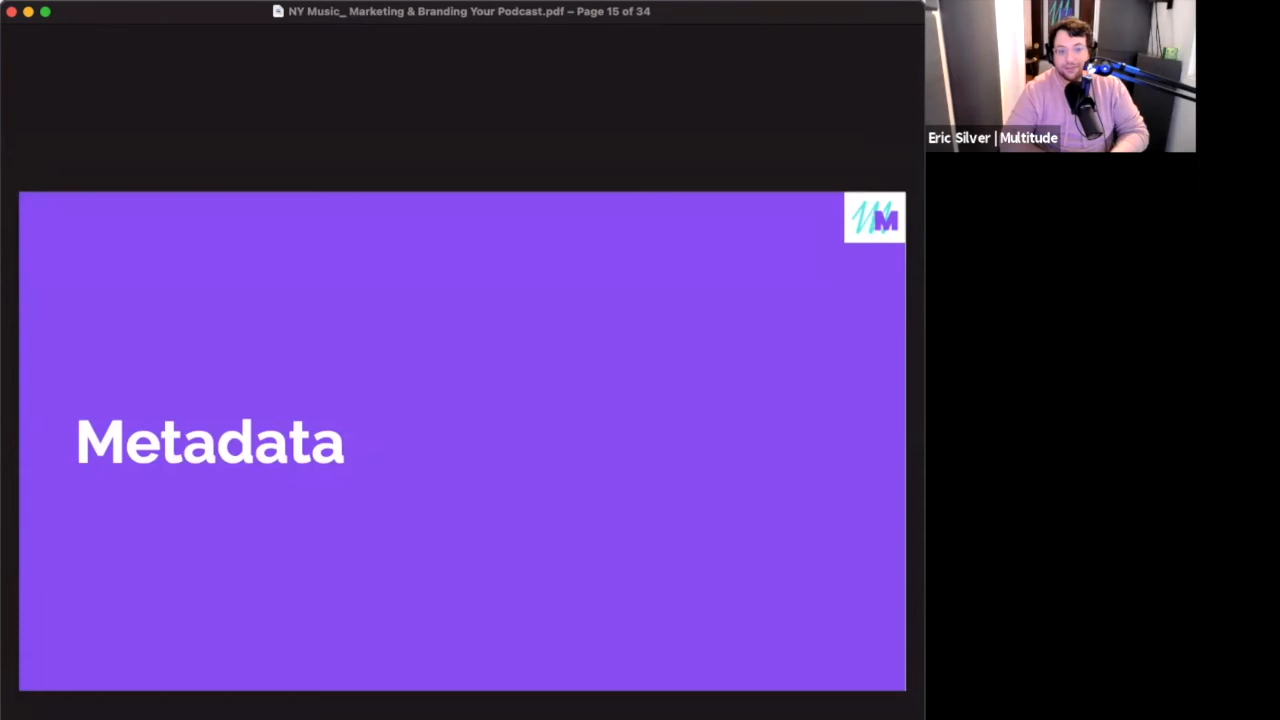 NY Music_ Marketing & Branding Your Podcast.pdf – Page 15 of 34
Eric Silver | Multitude
M
Metadata